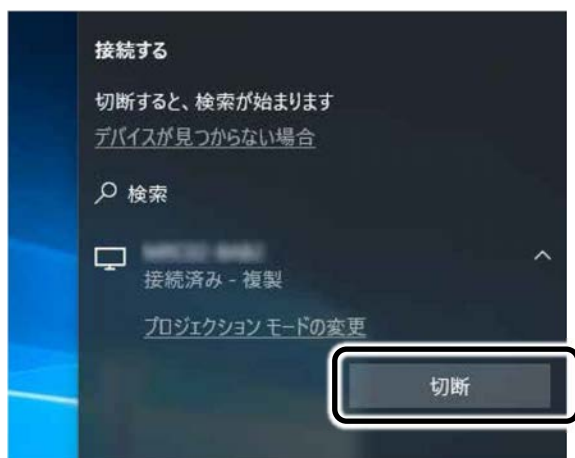 接続する
切断すると、検索が始まります
デバイスが見つからない場合
検索
接続済み - 複製
プロジェクション モードの変更
切断